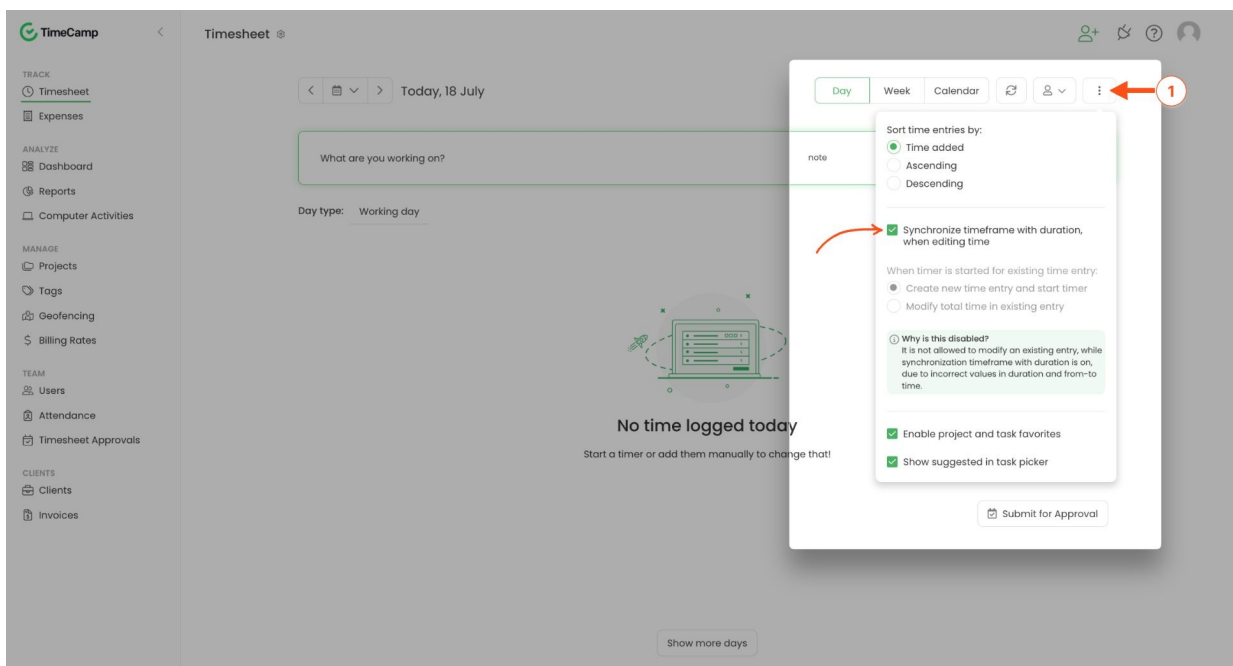 TimeCamp
Timesheet
TRACK
Timesheet
Expenses
ANALYZE
Dashboard
Reports
Computer Activities
MANAGE
Projects
Tags
Geofencing
Billing Rates
TEAM
Users
Attendance
Timesheet Approvals
CLIENTS
Clients
Invoices
Today, 18 July
Day
Week
Calendar
1
What are you working on?
note
Day type: Working day
Sort time entries by:
Time added
Ascending
Descending
Synchronize timeframe with duration,
when editing time
When timer is started for existing time entry:
Create new time entry and start timer
Modify total time in existing entry
Why is this disabled?
It is not allowed to modify an existing entry, while
synchronization timeframe with duration is on,
due to incorrect values in duration and from-to
time.
Enable project and task favorites
Show suggested in task picker
No time logged today
Start a timer or add them manually to change that!
Submit for Approval
Show more days